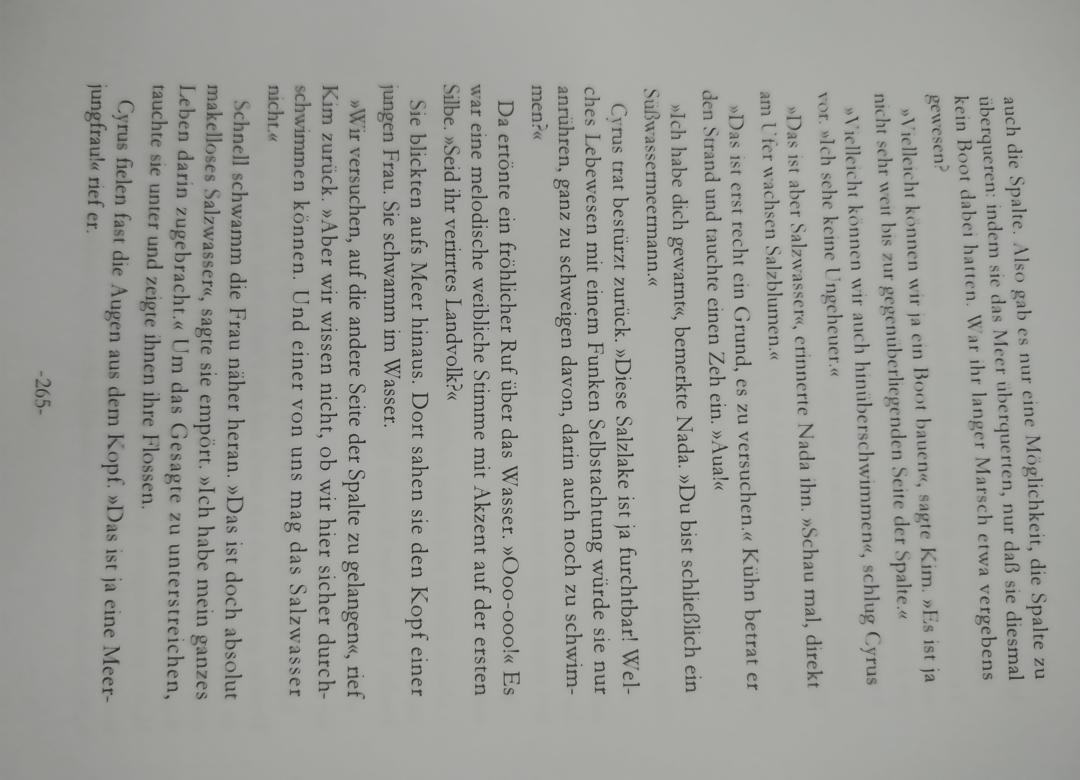 auch die Spalte. Also gab es nur eine Möglichkeit, die Spalte zu
überqueren: indem sie das Meer überquerten, nur daß sie diesmal
kein Boot dabei hatten. War ihr langer Marsch etwa vergebens
gewesen?
»Vielleicht können wir ja ein Boot bauen«, sagte Kim. »Es ist ja
nicht sehr weit bis zur gegenüberliegenden Seite der Spalte.«
»Vielleicht können wir auch hinüberschwimmen«, schlug Cyrus
vor. »Ich sehe keine Ungeheuer.«
»Das ist aber Salzwasser«, erinnerte Nada ihn. »Schau mal, direkt
am Ufer wachsen Salzblumen.«
»Das ist erst recht ein Grund, es zu versuchen.« Kühn betrat er
den Strand und tauchte einen Zeh ein. »Aua!«
»Ich habe dich gewarnt«, bemerkte Nada. »Du bist schließlich ein
Süßwassermeermann.«
Cyrus trat bestürzt zurück. »Diese Salzlake ist ja furchtbar! Wel-
ches Lebewesen mit einem Funken Selbstachtung würde sie nur
anrühren, ganz zu schweigen davon, darin auch noch zu schwim-
men?«
Da ertönte ein fröhlicher Ruf über das Wasser. »Ooo-ooo!« Es
war eine melodische weibliche Stimme mit Akzent auf der ersten
Silbe. »Seid ihr verirrtes Landvolk?«
Sie blickten aufs Meer hinaus. Dort sahen sie den Kopf einer
jungen Frau. Sie schwamm im Wasser.
»Wir versuchen, auf die andere Seite der Spalte zu gelangen«, rief
Kim zurück. »Aber wir wissen nicht, ob wir hier sicher durch-
schwimmen können. Und einer von uns mag das Salzwasser
nicht.«
Schnell schwamm die Frau näher heran. »Das ist doch absolut
makelloses Salzwasser«, sagte sie empört. »Ich habe mein ganzes
Leben darin zugebracht.« Um das Gesagte zu unterstreichen,
tauchte sie unter und zeigte ihnen ihre Flossen.
Cyrus fielen fast die Augen aus dem Kopf. »Das ist ja eine Meer-
jungfrau!« rief er.
-265-